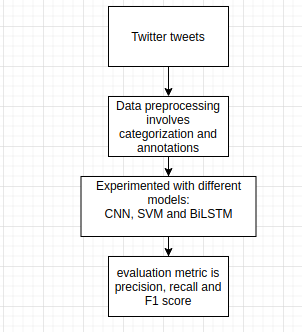 Twitter tweets
Data preprocessing
involves
categorization and
annotations
Experimented with different
models:
CNN, SVM and BiLSTM
evaluation metric is
precision, recall and
F1 score